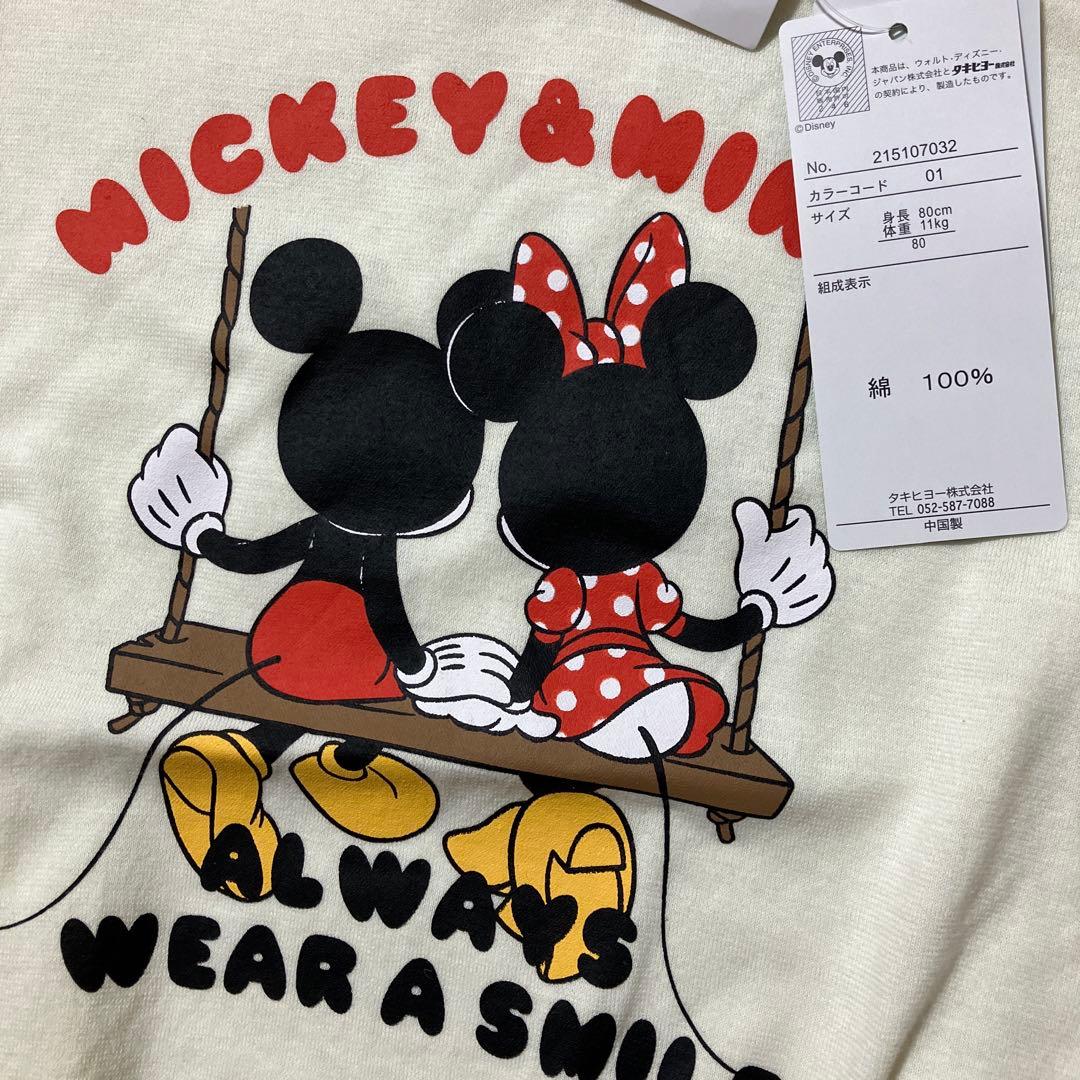 MICKEY&MIN
© DISNEY ENTERPRISES INC
本商品は、ウォルト・ディズニー・
ジャパン株式会社とタキヒヨー株式会社
の契約により、製造したものです。
©Disney
No. 215107032
カラーコード 01
サイズ 身長 80cm
体重 11kg
80
組成表示
綿 100%
タキヒヨー株式会社
TEL 052-587-7088
中国製
ALWAYS
WEAR A SMIL